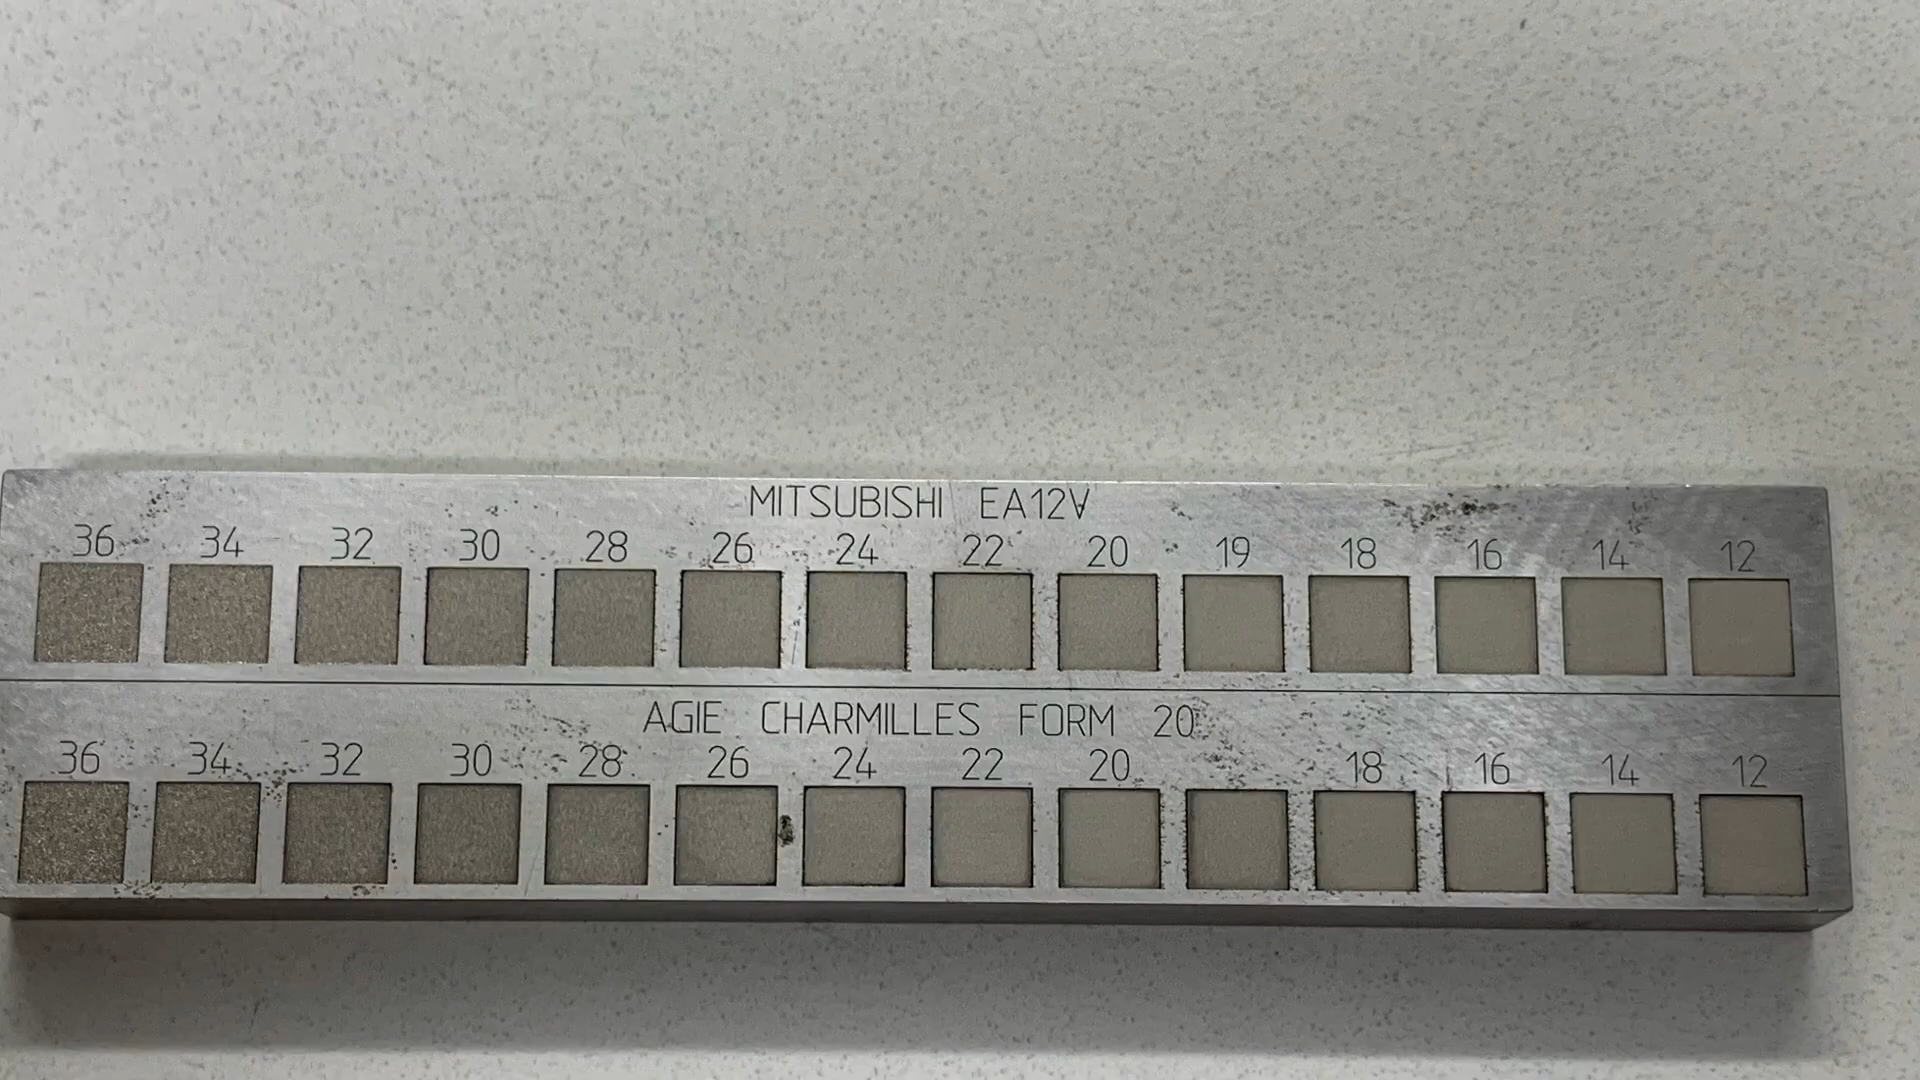 MITSUBISHI EA12V
36 34 32 30 28 26 24 22 20 19 18 16 14 12
AGIE CHARMILLES FORM 20
36 34 32 30 28 26 24 22 20 18 16 14 12